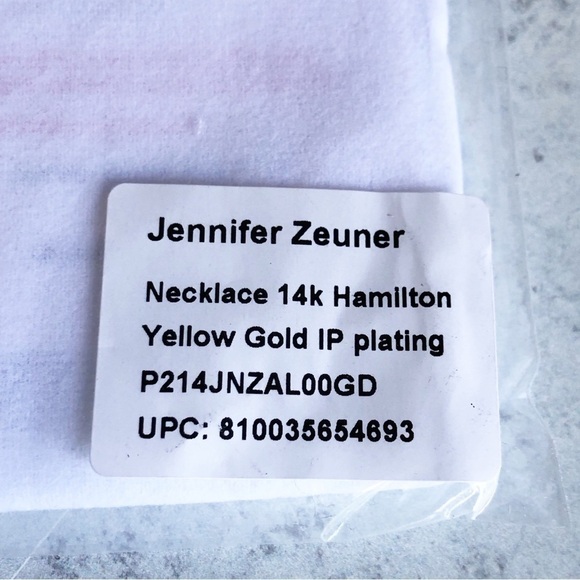 Jennifer Zeuner
Necklace 14k Hamilton
Yellow Gold IP plating
P214JNZAL00GD
UPC: 810035654693